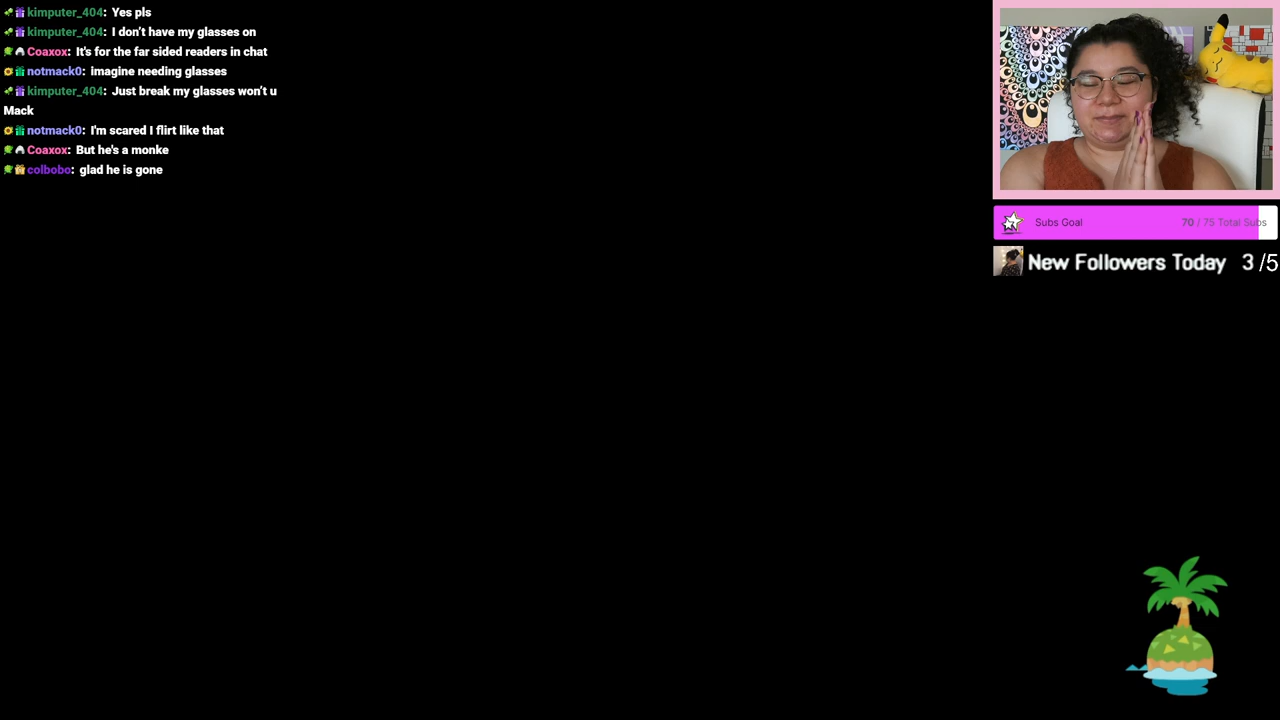 kimputer_404: Yes pls
kimputer_404: I don't have my glasses on
Coaxox: It's for the far sided readers in chat
notmack0: imagine needing glasses
kimputer_404: Just break my glasses won't u
Mack
notmack0: I'm scared I flirt like that
Coaxox: But he's a monke
colbobo: glad he is gone
Subs Goal 70 / 75 Total Subs
New Followers Today 3 /5